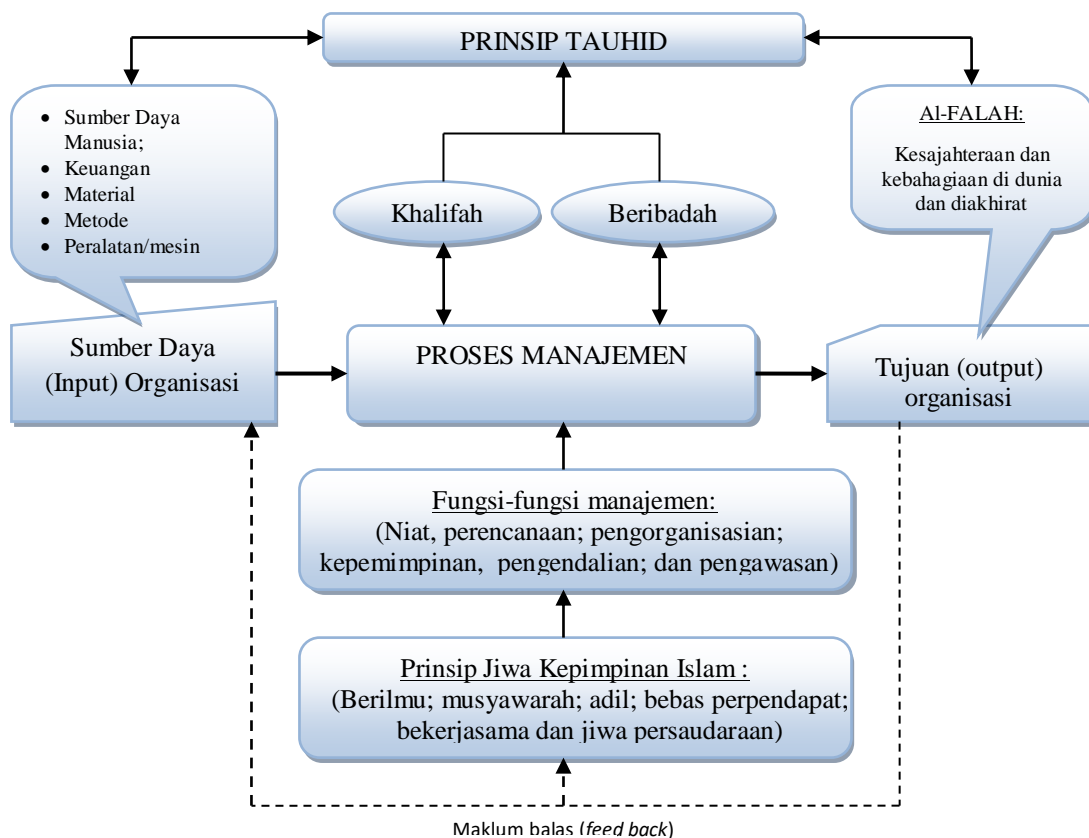 PRINSIP TAUHID
• Sumber Daya
Manusia;
• Keuangan
• Material
• Metode
• Peralatan/mesin
Al-FALAH:
Kesajahteraan dan
kebahagiaan di dunia
dan diakhirat
Khalifah
Beribadah
Sumber Daya
(Input) Organisasi
PROSES MANAJEMEN
Tujuan (output)
organisasi
Fungsi-fungsi manajemen:
(Niat, perencanaan; pengorganisasian;
kepemimpinan, pengendalian; dan pengawasan)
Prinsip Jiwa Kepimpinan Islam :
(Berilmu; musyawarah; adil; bebas perpendapat;
bekerjasama dan jiwa persaudaraan)
Maklum balas (feed back)